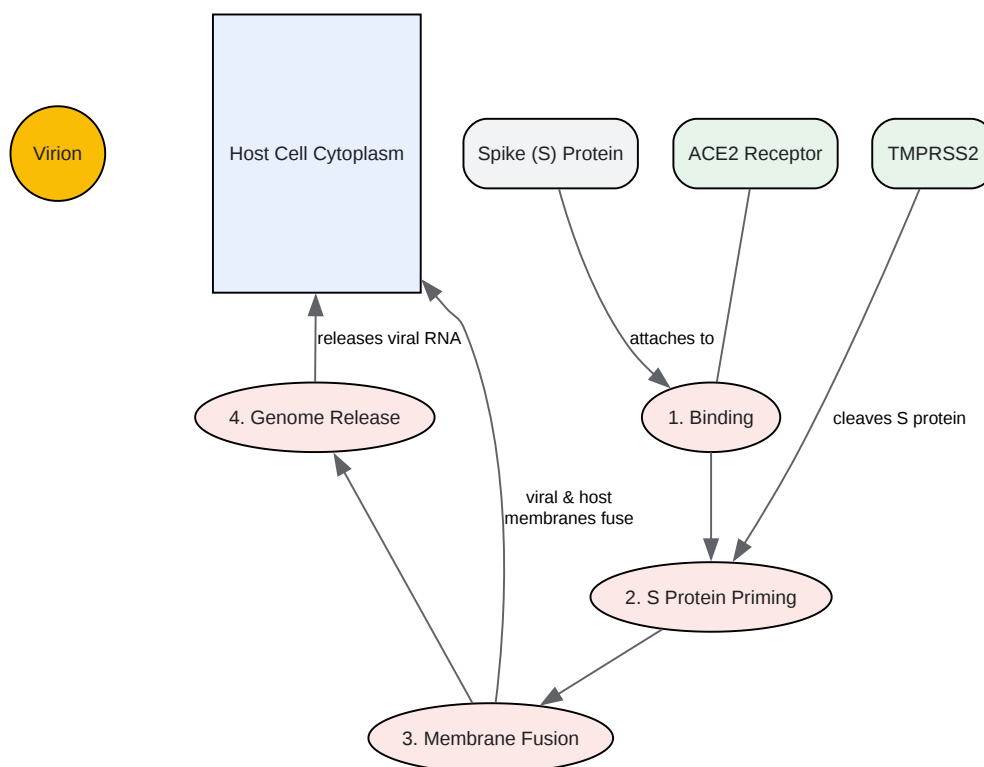 Virion
Host Cell Cytoplasm
Spike (S) Protein
ACE2 Receptor
TMPRSS2
releases viral RNA
attaches to
4. Genome Release
1. Binding
cleaves S protein
viral & host
membranes fuse
2. S Protein Priming
3. Membrane Fusion